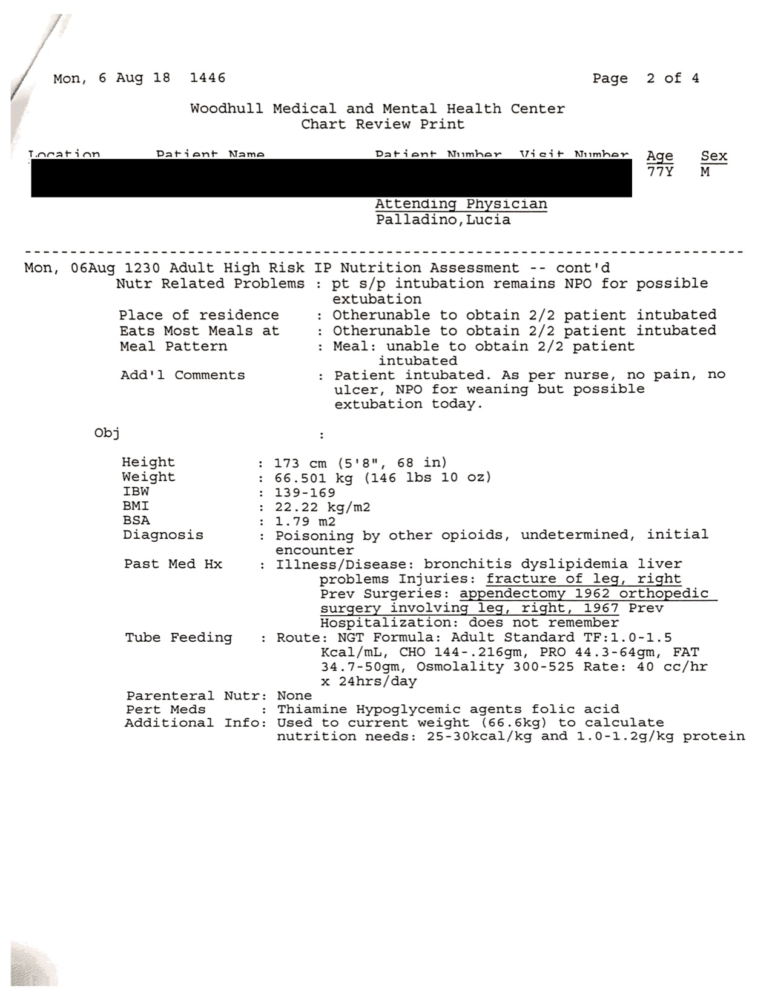 Mon, 6 Aug 18 1446 Page 2 of 4
Woodhull Medical and Mental Health Center
Chart Review Print
Location Patient Name Patient Number Visit Number Age Sex
77Y M
Attending Physician
Palladino,Lucia
--------------------------------------------------------------------------------
Mon, 06Aug 1230 Adult High Risk IP Nutrition Assessment -- cont'd
Nutr Related Problems : pt s/p intubation remains NPO for possible
extubation
Place of residence : Otherunable to obtain 2/2 patient intubated
Eats Most Meals at : Otherunable to obtain 2/2 patient intubated
Meal Pattern : Meal: unable to obtain 2/2 patient
intubated
Add'l Comments : Patient intubated. As per nurse, no pain, no
ulcer, NPO for weaning but possible
extubation today.
Obj :
Height : 173 cm (5'8", 68 in)
Weight : 66.501 kg (146 lbs 10 oz)
IBW : 139-169
BMI : 22.22 kg/m2
BSA : 1.79 m2
Diagnosis : Poisoning by other opioids, undetermined, initial
encounter
Past Med Hx : Illness/Disease: bronchitis dyslipidemia liver
problems Injuries: fracture of leg, right
Prev Surgeries: appendectomy 1962 orthopedic
surgery involving leg, right, 1967 Prev
Hospitalization: does not remember
Tube Feeding : Route: NGT Formula: Adult Standard TF:1.0-1.5
Kcal/mL, CHO 144-.216gm, PRO 44.3-64gm, FAT
34.7-50gm, Osmolality 300-525 Rate: 40 cc/hr
x 24hrs/day
Parenteral Nutr: None
Pert Meds : Thiamine Hypoglycemic agents folic acid
Additional Info: Used to current weight (66.6kg) to calculate
nutrition needs: 25-30kcal/kg and 1.0-1.2g/kg protein